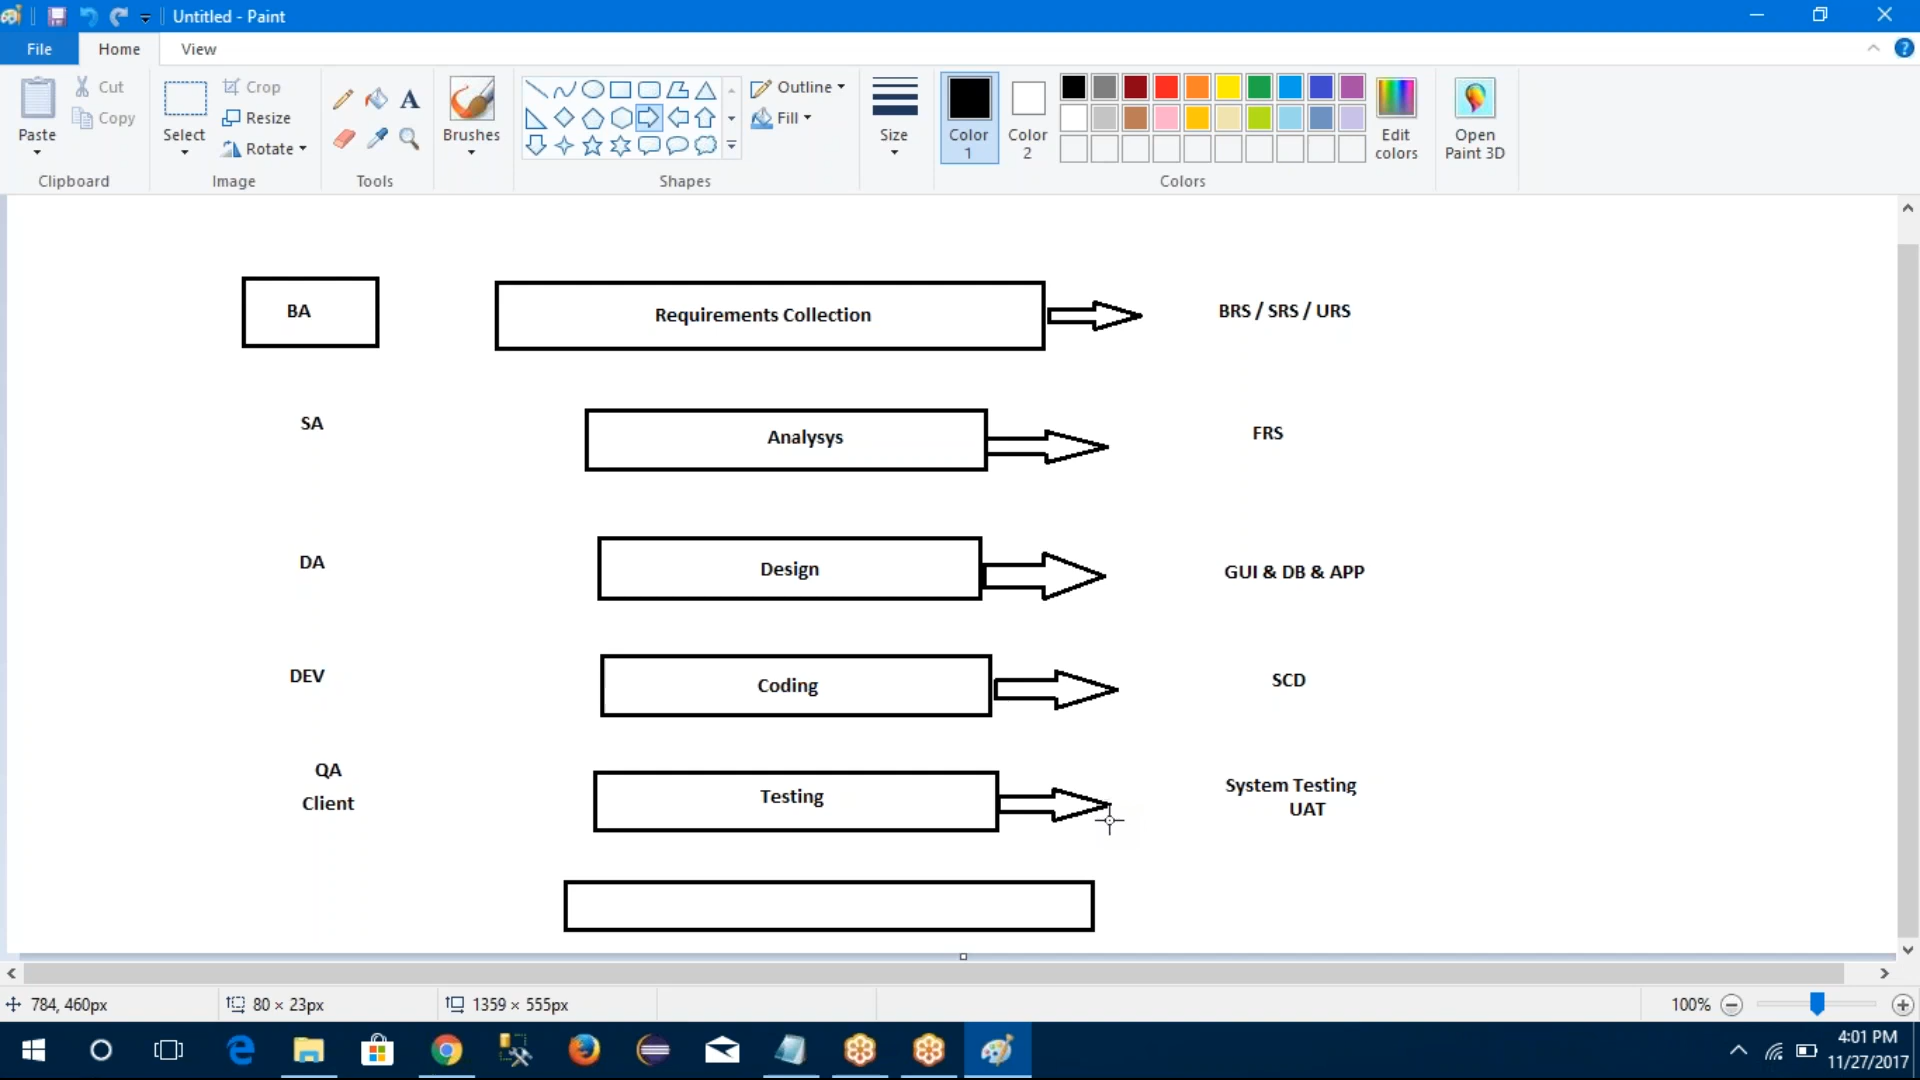 Untitled - Paint
File
Home
View
Paste
Cut
Copy
Clipboard
Select
Crop
Resize
Rotate
Image
A
Tools
Brushes
Shapes
Outline
Fill
Size
Color 1
Color 2
Edit colors
Colors
Open Paint 3D
BA
Requirements Collection
BRS / SRS / URS
SA
Analysys
FRS
DA
Design
GUI & DB & APP
DEV
Coding
SCD
QA
Client
Testing
System Testing
UAT
784, 460px
80 × 23px
1359 × 555px
100%
4:01 PM
11/27/2017